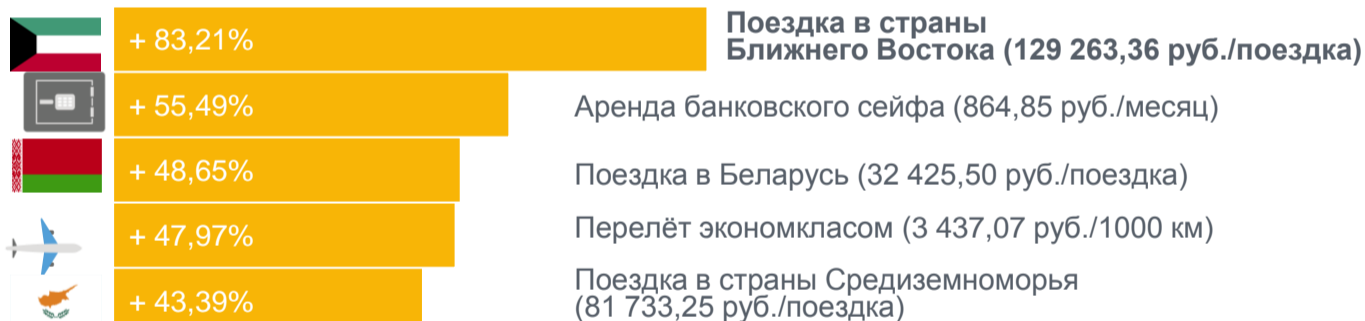 + 83,21%
Поездка в страны
Ближнего Востока (129 263,36 руб./поездка)
+ 55,49%
Аренда банковского сейфа (864,85 руб./месяц)
+ 48,65%
Поездка в Беларусь (32 425,50 руб./поездка)
+ 47,97%
Перелёт экономкласом (3 437,07 руб./1000 км)
+ 43,39%
Поездка в страны Средиземноморья
(81 733,25 руб./поездка)